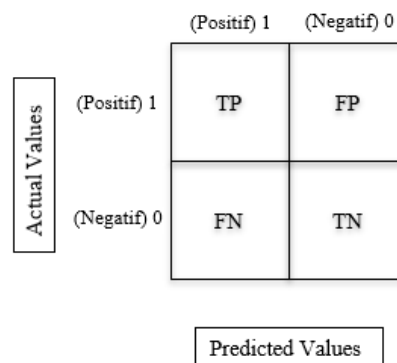 (Positif) 1
(Negatif) 0
Actual Values
(Positif) 1
TP
FP
(Negatif) 0
FN
TN
Predicted Values